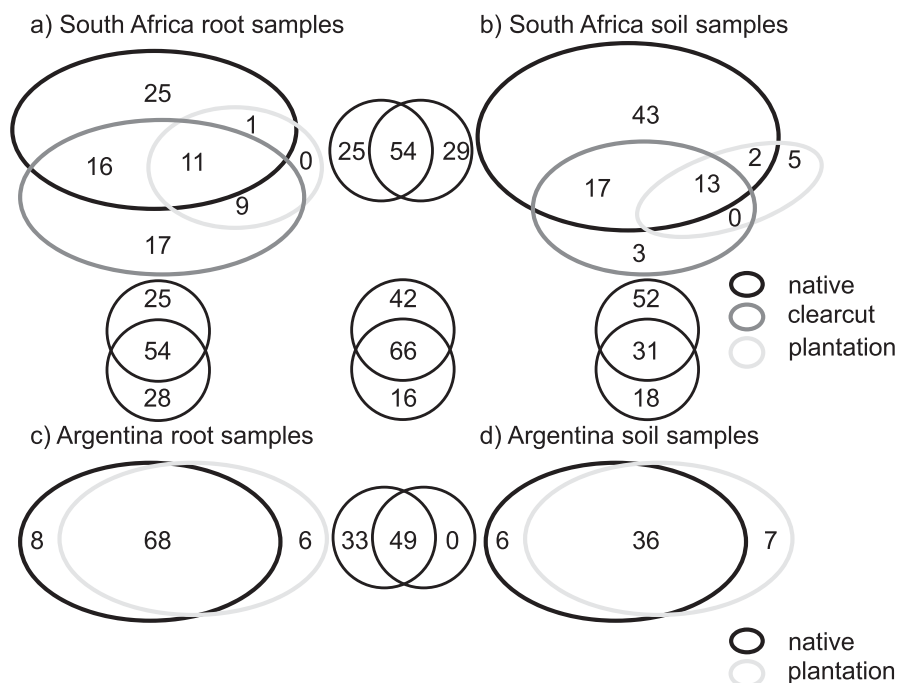 a) South Africa root samples
b) South Africa soil samples
25
1
16
11
0
9
17
25 54 29
43
2
5
17
13
0
3
native
clearcut
plantation
25
54
28
42
66
16
52
31
18
c) Argentina root samples
d) Argentina soil samples
8 68 6
33 49 0
6 36 7
native
plantation